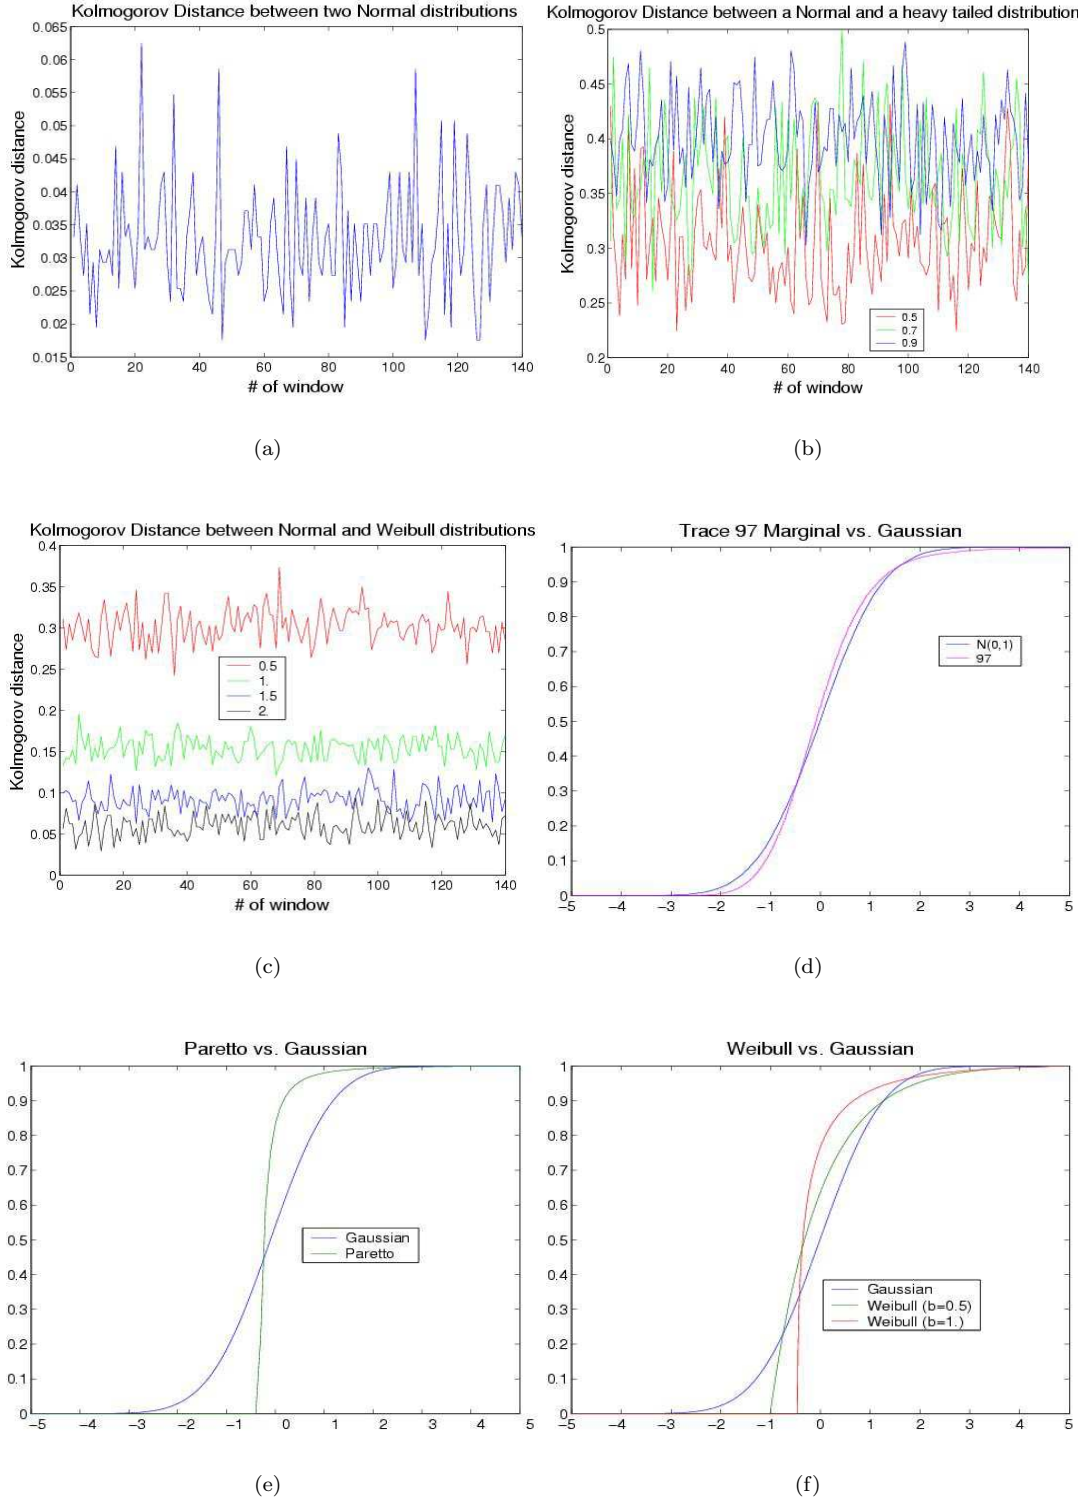 Kolmogorov Distance between two Normal distributions
0.065
0.06
0.055
0.05
0.045
0.04
0.035
0.03
0.025
0.02
0.015
Kolmogorov distance
0 20 40 60 80 100 120 140
# of window
(a)
Kolmogorov Distance between a Normal and a heavy tailed distribution
0.5
0.45
0.4
0.35
0.3
0.25
0.2
Kolmogorov distance
0.5
0.7
0.9
0 20 40 60 80 100 120 140
# of window
(b)
Kolmogorov Distance between Normal and Weibull distributions
0.4
0.35
0.3
0.25
0.2
0.15
0.1
0.05
0
Kolmogorov distance
0.5
1.
1.5
2.
0 20 40 60 80 100 120 140
# of window
(c)
Trace 97 Marginal vs. Gaussian
1
0.9
0.8
0.7
0.6
0.5
0.4
0.3
0.2
0.1
0
N(0,1)
97
−5 −4 −3 −2 −1 0 1 2 3 4 5
(d)
Paretto vs. Gaussian
1
0.9
0.8
0.7
0.6
0.5
0.4
0.3
0.2
0.1
0
Gaussian
Paretto
−5 −4 −3 −2 −1 0 1 2 3 4 5
(e)
Weibull vs. Gaussian
1
0.9
0.8
0.7
0.6
0.5
0.4
0.3
0.2
0.1
0
Gaussian
Weibull (b=0.5)
Weibull (b=1.)
−5 −4 −3 −2 −1 0 1 2 3 4 5
(f)